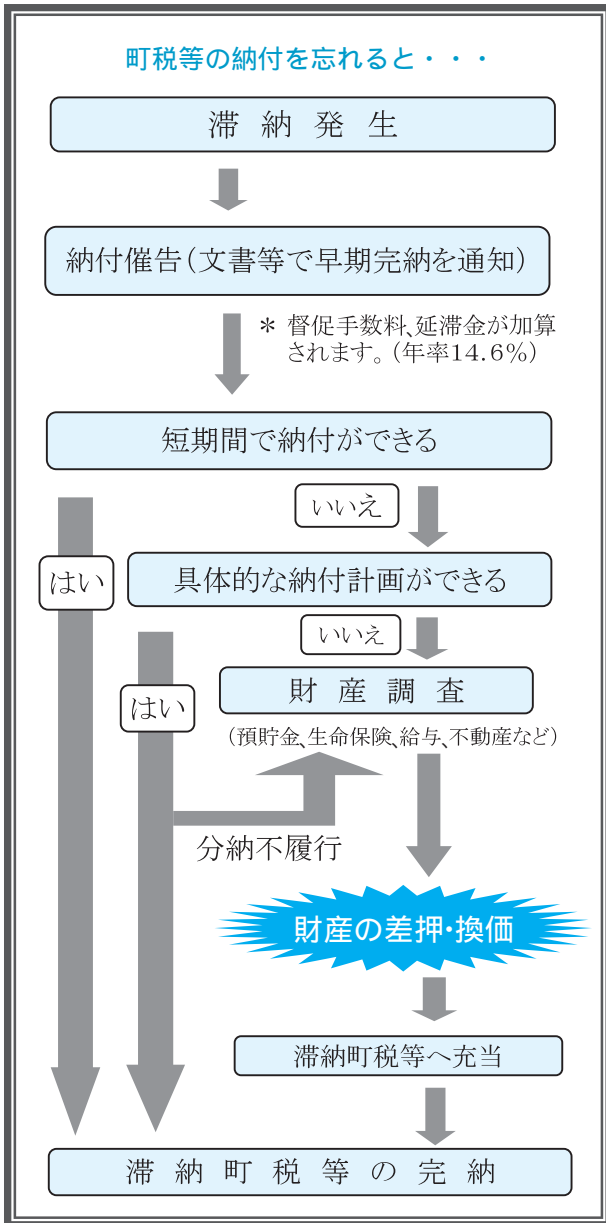 町税等の納付を忘れると・・・
滞納発生
納付催告(文書等で早期完納を通知)
＊ 督促手数料、延滞金が加算
されます。(年率14.6%)
短期間で納付ができる
いいえ
はい
具体的な納付計画ができる
いいえ
はい
財産調査
(預貯金、生命保険、給与、不動産など)
分納不履行
財産の差押・換価
滞納町税等へ充当
滞納町税等の完納